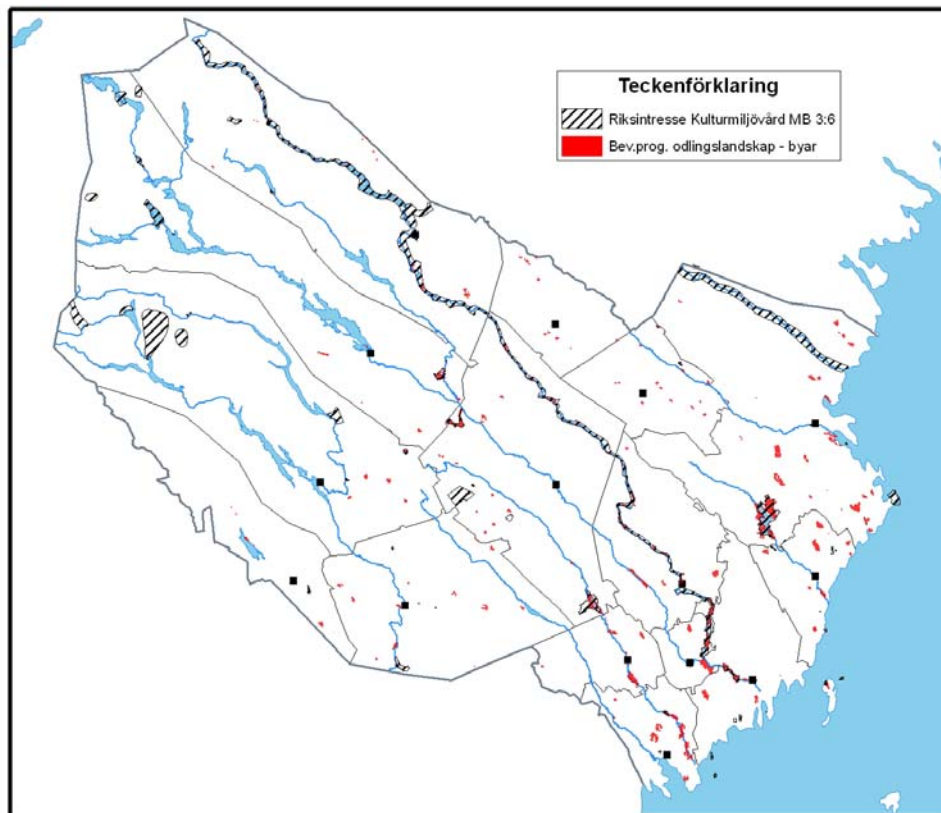 Teckenförklaring
Riksintresse Kulturmiljövård MB 3:6
Bev.prog. odlingslandskap - byar